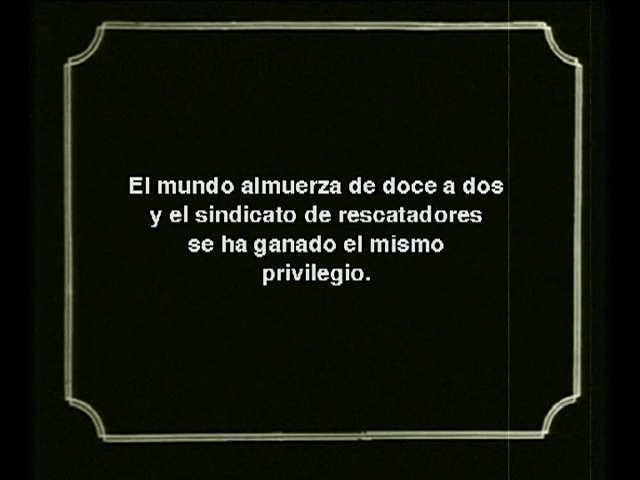 El mundo almuerza de doce a dos
y el sindicato de rescatadores
se ha ganado el mismo
privilegio.